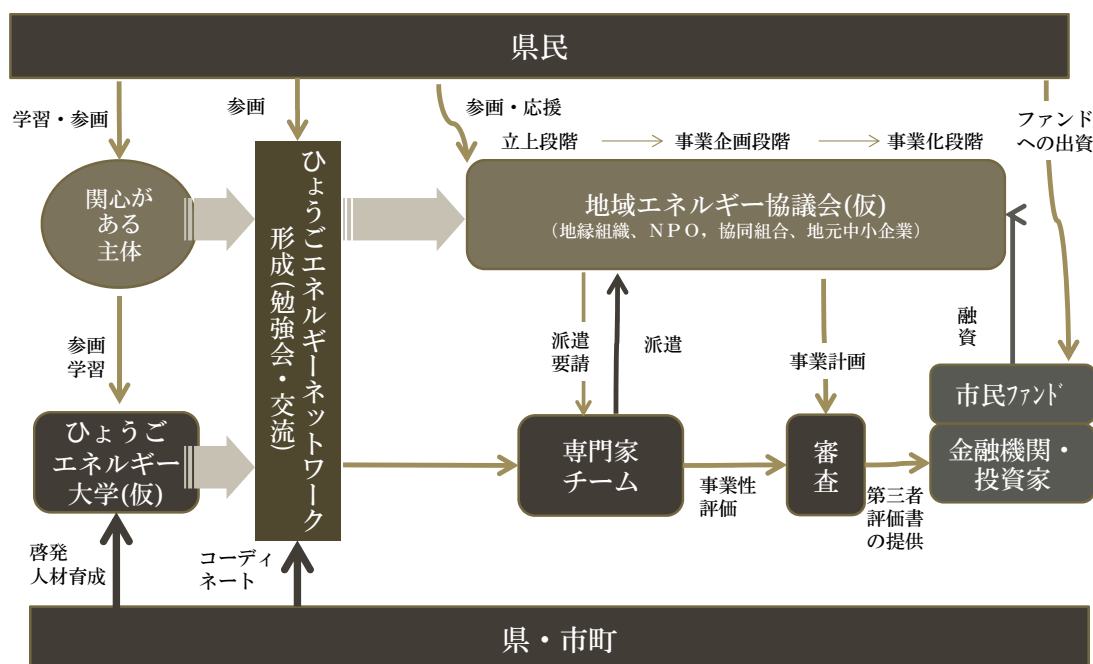 県民
学習・参画
参画
参画・応援
ファンド
への出資
立上段階
事業企画段階
事業化段階
関心が
ある
主体
ひょうごエネルギーネットワーク
形成(勉強会・交流)
地域エネルギー協議会(仮)
(地縁組織、ＮＰＯ，協同組合、地元中小企業)
参画
学習
派遣
要請
派遣
事業計画
融
資
ひょうご
エネルギー
大学(仮)
専門家
チーム
事業性
評価
審
査
第三者
評価書
の提供
市民ﾌｧﾝﾄﾞ
金融機関・
投資家
啓発
人材育成
コーディ
ネート
県・市町